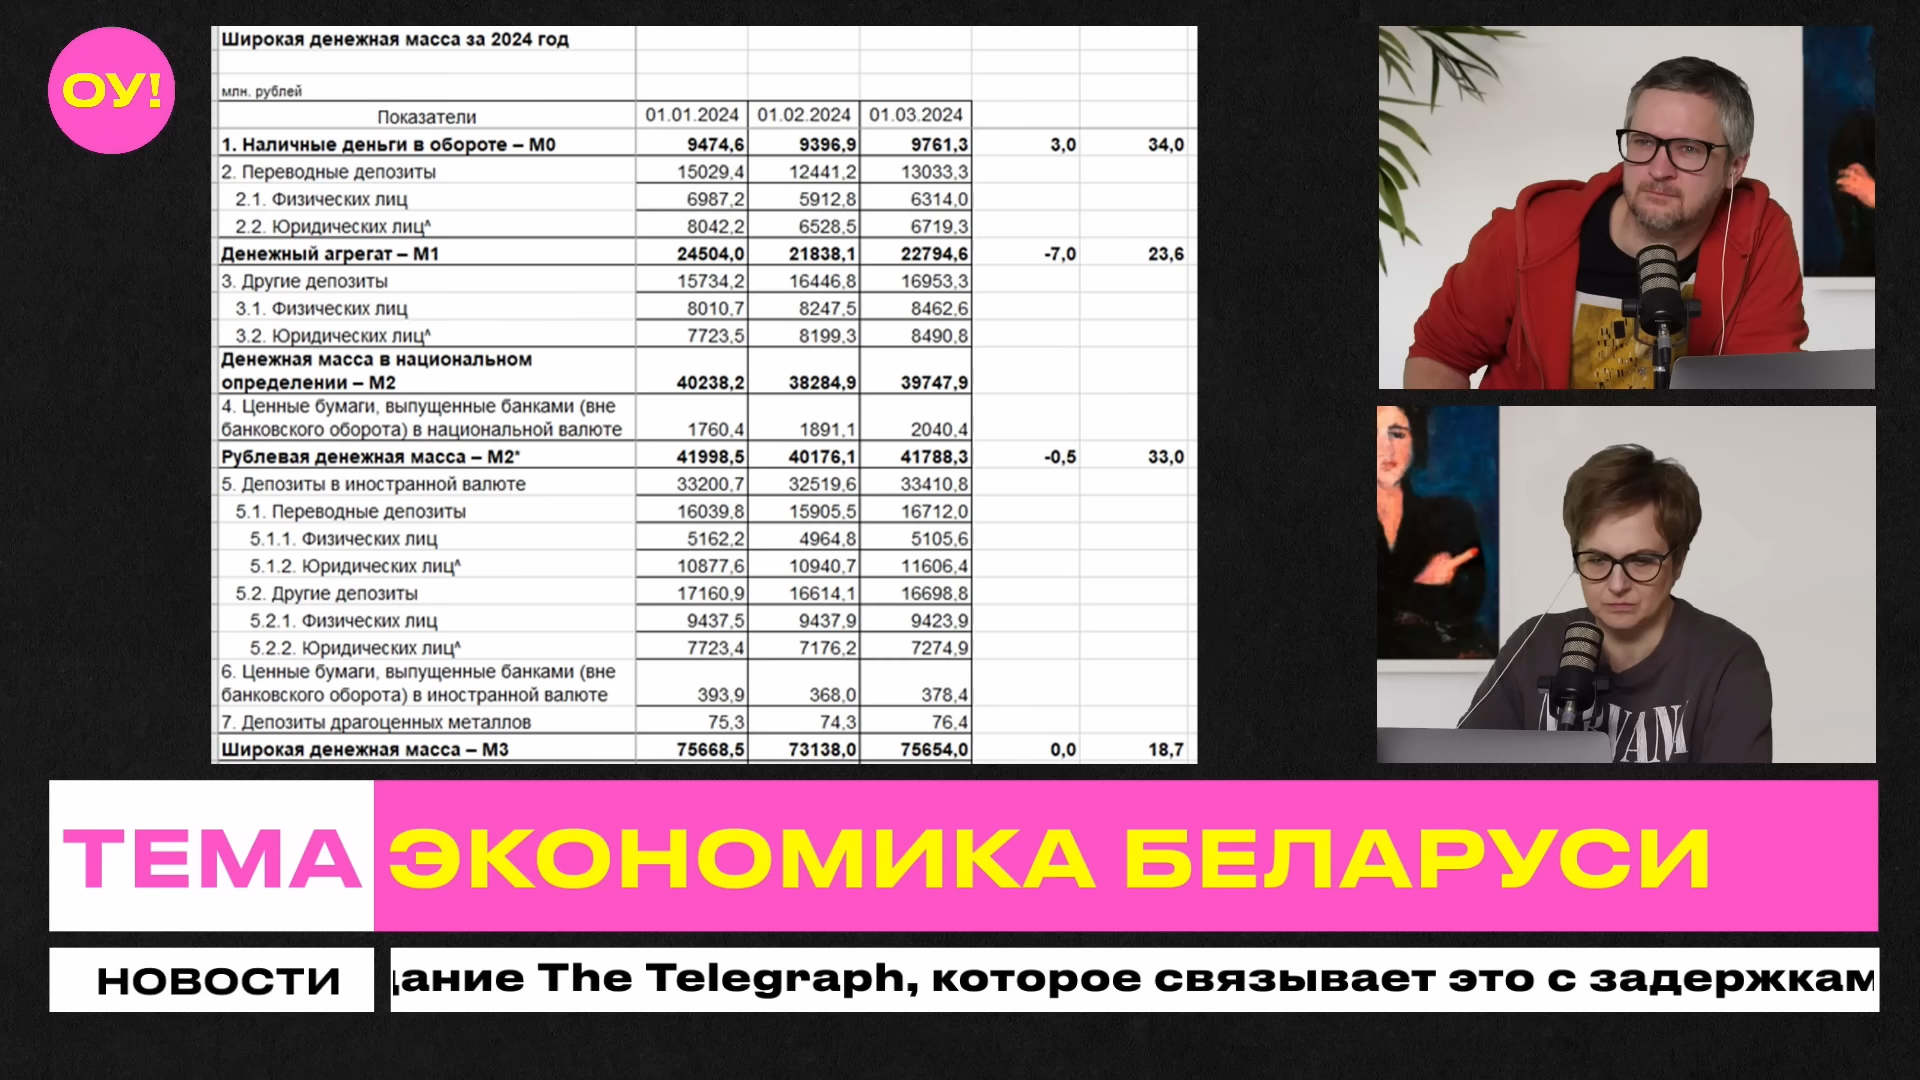 ОУ!
Широкая денежная масса за 2024 год
млн. рублей
Показатели 01.01.2024 01.02.2024 01.03.2024
1. Наличные деньги в обороте – М0 9474,6 9396,9 9761,3 3,0 34,0
2. Переводные депозиты 15029,4 12441,2 13033,3
2.1. Физических лиц 6987,2 5912,8 6314,0
2.2. Юридических лиц^ 8042,2 6528,5 6719,3
Денежный агрегат – М1 24504,0 21838,1 22794,6 -7,0 23,6
3. Другие депозиты 15734,2 16446,8 16953,3
3.1. Физических лиц 8010,7 8247,5 8462,6
3.2. Юридических лиц^ 7723,5 8199,3 8490,8
Денежная масса в национальном
определении – М2 40238,2 38284,9 39747,9
4. Ценные бумаги, выпущенные банками (вне
банковского оборота) в национальной валюте 1760,4 1891,1 2040,4
Рублевая денежная масса – М2* 41998,5 40176,1 41788,3 -0,5 33,0
5. Депозиты в иностранной валюте 33200,7 32519,6 33410,8
5.1. Переводные депозиты 16039,8 15905,5 16712,0
5.1.1. Физических лиц 5162,2 4964,8 5105,6
5.1.2. Юридических лиц^ 10877,6 10940,7 11606,4
5.2. Другие депозиты 17160,9 16614,1 16698,8
5.2.1. Физических лиц 9437,5 9437,9 9423,9
5.2.2. Юридических лиц^ 7723,4 7176,2 7274,9
6. Ценные бумаги, выпущенные банками (вне
банковского оборота) в иностранной валюте 393,9 368,0 378,4
7. Депозиты драгоценных металлов 75,3 74,3 76,4
Широкая денежная масса – М3 75668,5 73138,0 75654,0 0,0 18,7
ТЕМА ЭКОНОМИКА БЕЛАРУСИ
НОВОСТИ дание The Telegraph, которое связывает это с задержкам